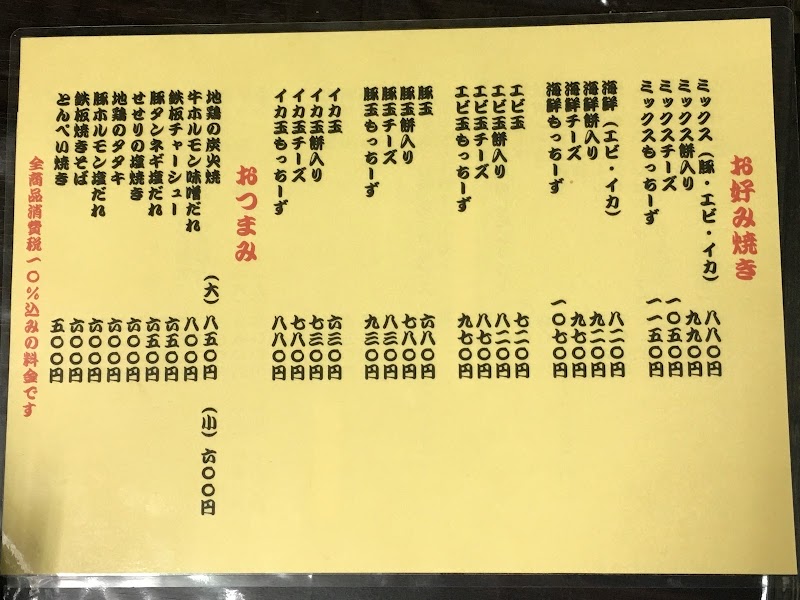 お好み焼き
ミックス（豚・エビ・イカ） 八八〇円
ミックス餅入り 九九〇円
ミックスチーズ 一〇五〇円
ミックスもっちーず 一一五〇円
海鮮（エビ・イカ） 八二〇円
海鮮餅入り 九二〇円
海鮮チーズ 九七〇円
海鮮もっちーず 一〇七〇円
エビ玉 七二〇円
エビ玉餅入り 八二〇円
エビ玉チーズ 八七〇円
エビ玉もっちーず 九七〇円
豚玉 六八〇円
豚玉餅入り 七八〇円
豚玉チーズ 八三〇円
豚玉もっちーず 九三〇円
イカ玉 六三〇円
イカ玉餅入り 七三〇円
イカ玉チーズ 七八〇円
イカ玉もっちーず 八八〇円
おつまみ
地鶏の炭火焼 （大）八五〇円 （小）六〇〇円
牛ホルモン味噌だれ 八〇〇円
鉄板チャーシュー 六五〇円
豚タンネギ塩だれ 六五〇円
せせりの塩焼き 六〇〇円
地鶏のタタキ 六〇〇円
豚ホルモン塩だれ 六〇〇円
鉄板焼きそば 六〇〇円
とんぺい焼き 五〇〇円
全商品消費税一〇％込みの料金です